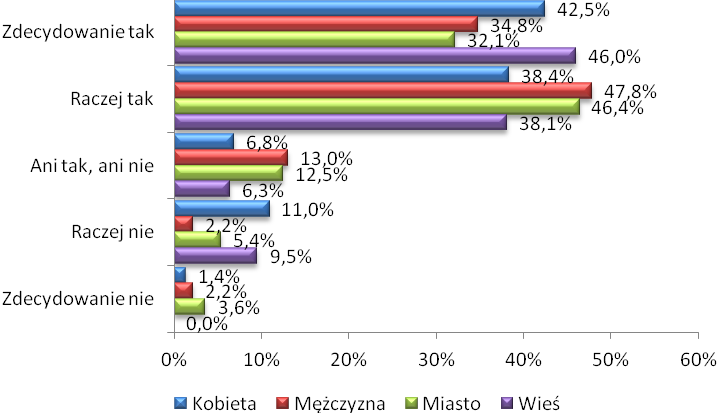 Zdecydowanie tak
42,5%
34,8%
32,1%
46,0%
Raczej tak
38,4%
47,8%
46,4%
38,1%
Ani tak, ani nie
6,8%
13,0%
12,5%
6,3%
Raczej nie
11,0%
2,2%
5,4%
9,5%
Zdecydowanie nie
1,4%
2,2%
3,6%
0,0%
0% 10% 20% 30% 40% 50% 60%
Kobieta Mężczyzna Miasto Wieś